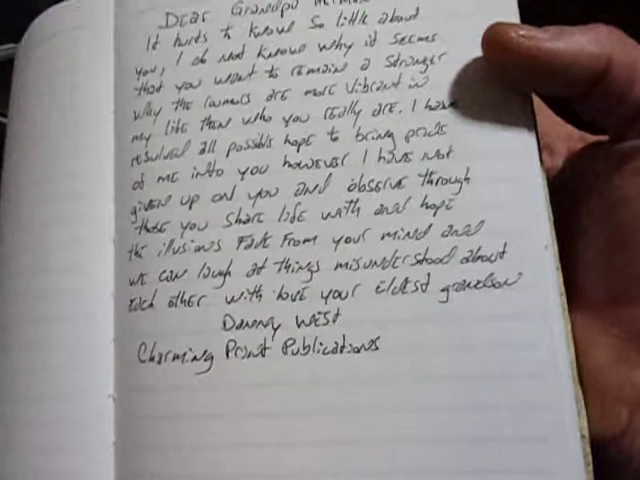 Dear Grandpa
It hurts to know so little about
you, I do not know why it seems
that you want to remain a stranger
why the rumors are more vibrant in
my life then who you really are. I have
resolved all possible hope to being pride
of me into you however I have not
given up on you and observe through
those you share life with and hope
the illusions fade from your mind and
we can laugh at things misunderstood about
Each other with love your Eldest grandson
Danny West
Charming Print Publications